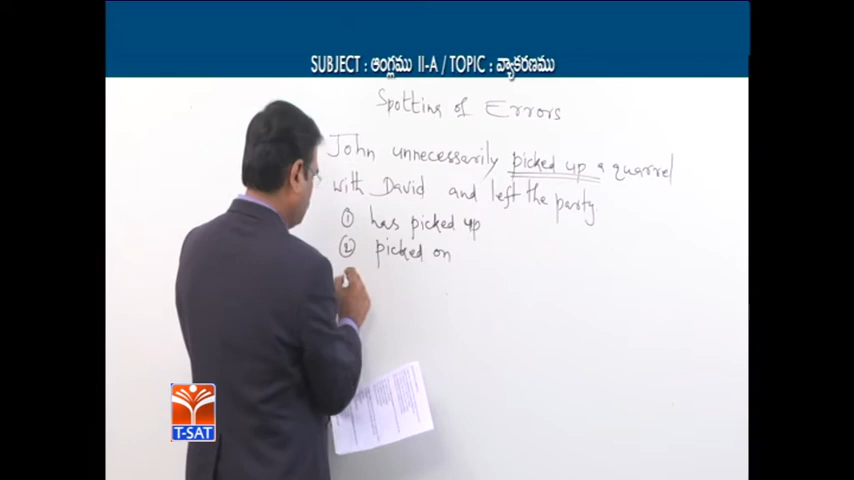 SUBJECT : ఆంగ్లము II-A / TOPIC : వ్యాకరణము
Spotting of Errors
John unnecessarily picked up a quarrel
with David and left the party.
① has picked up
② picked on
T-SAT